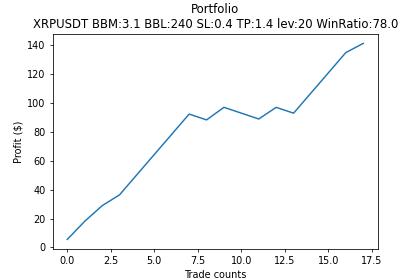 Portfolio
XRPUSDT BBM:3.1 BBL:240 SL:0.4 TP:1.4 lev:20 WinRatio:78.0
140
120
100
80
60
40
20
0
Profit ($)
0.0 2.5 5.0 7.5 10.0 12.5 15.0 17.5
Trade counts